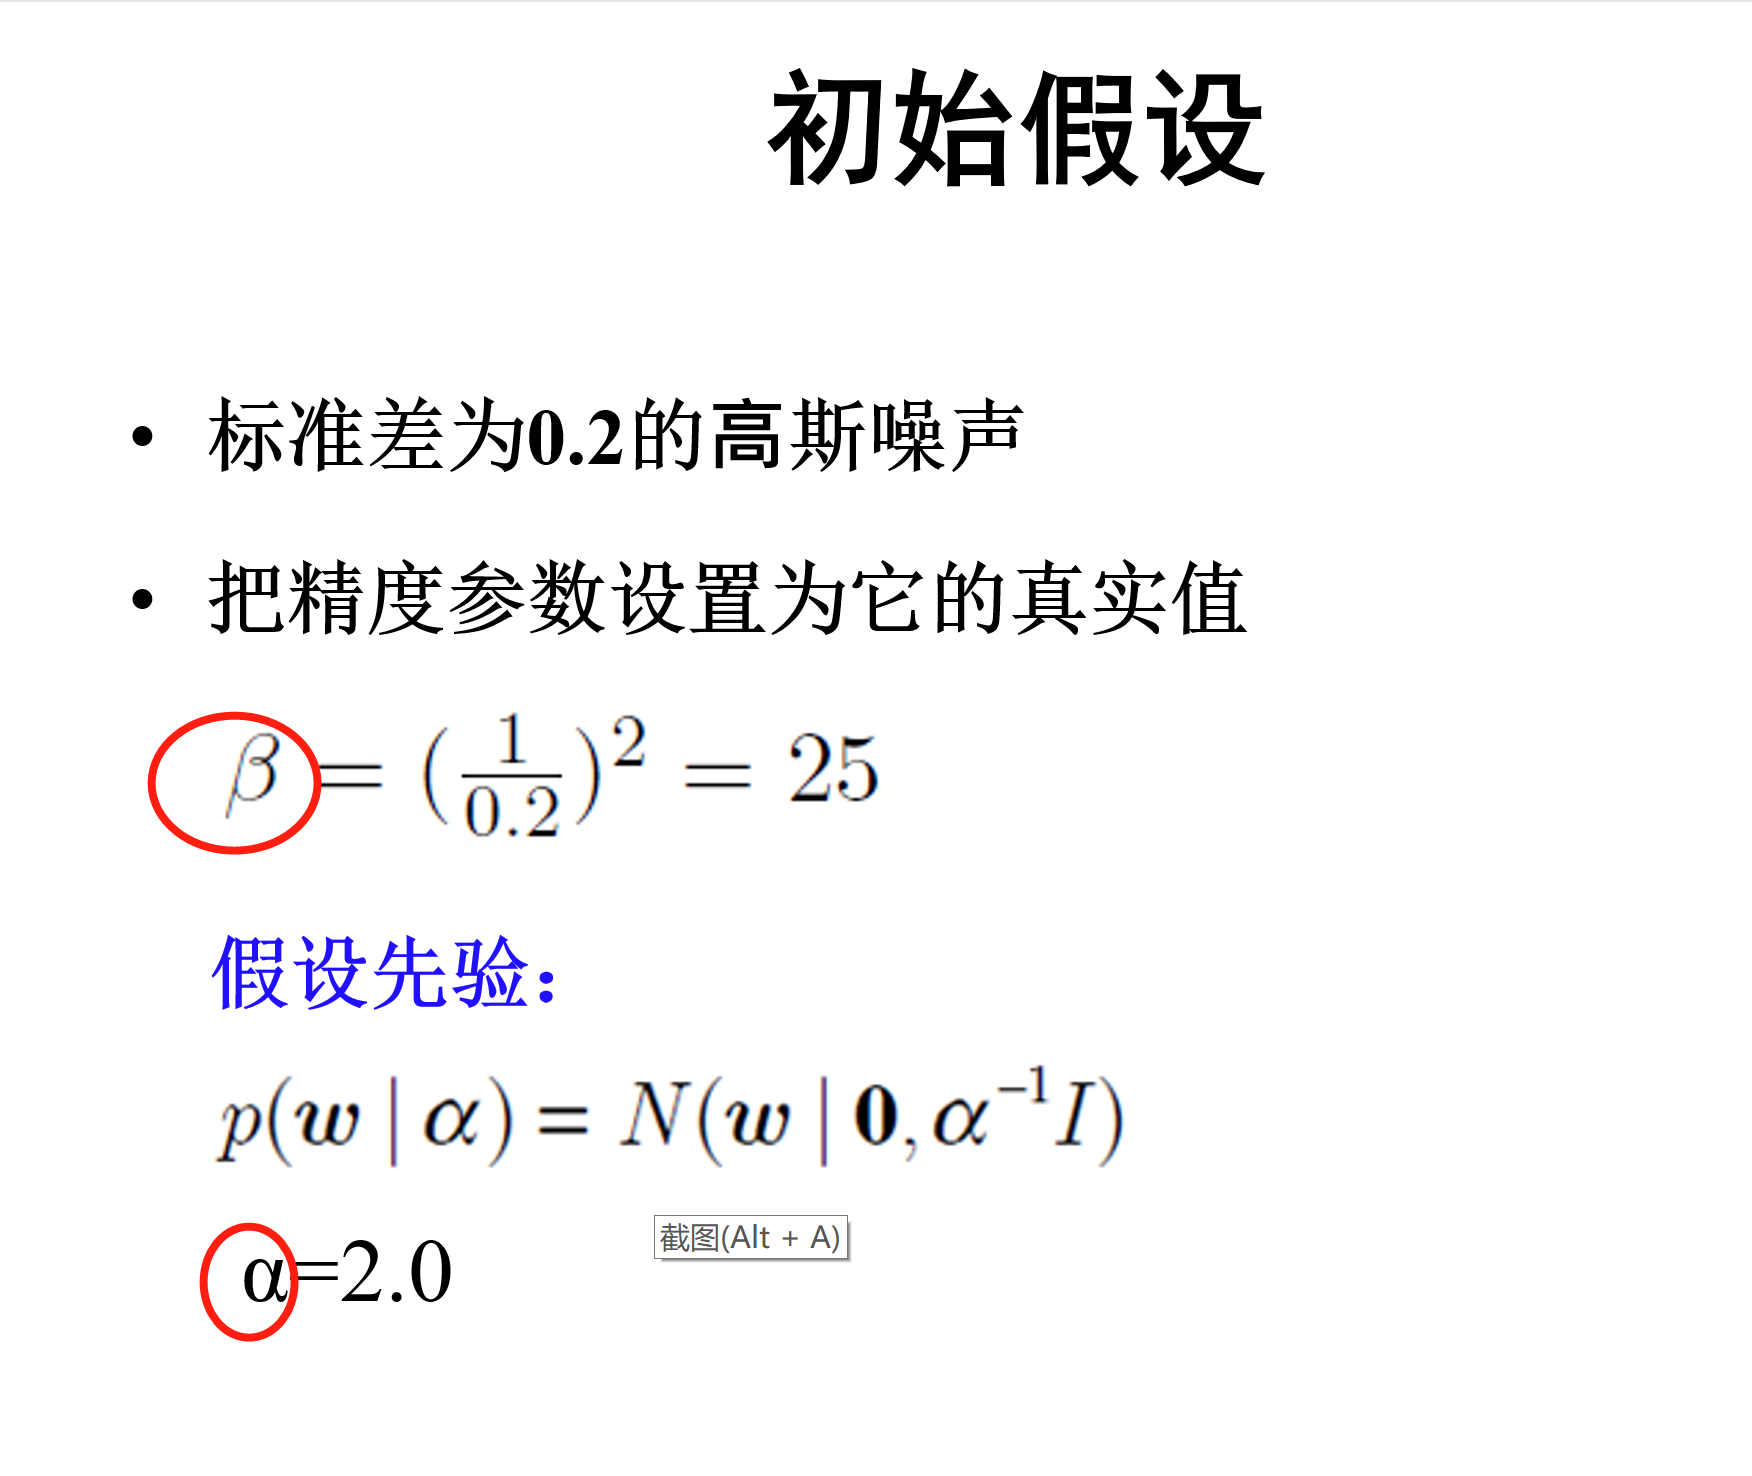 初始假设
• 标准差为0.2的高斯噪声
• 把精度参数设置为它的真实值
β = (1/0.2)² = 25
假设先验：
p(w | α) = N(w | 0, α⁻¹I)
截图(Alt + A)
α=2.0